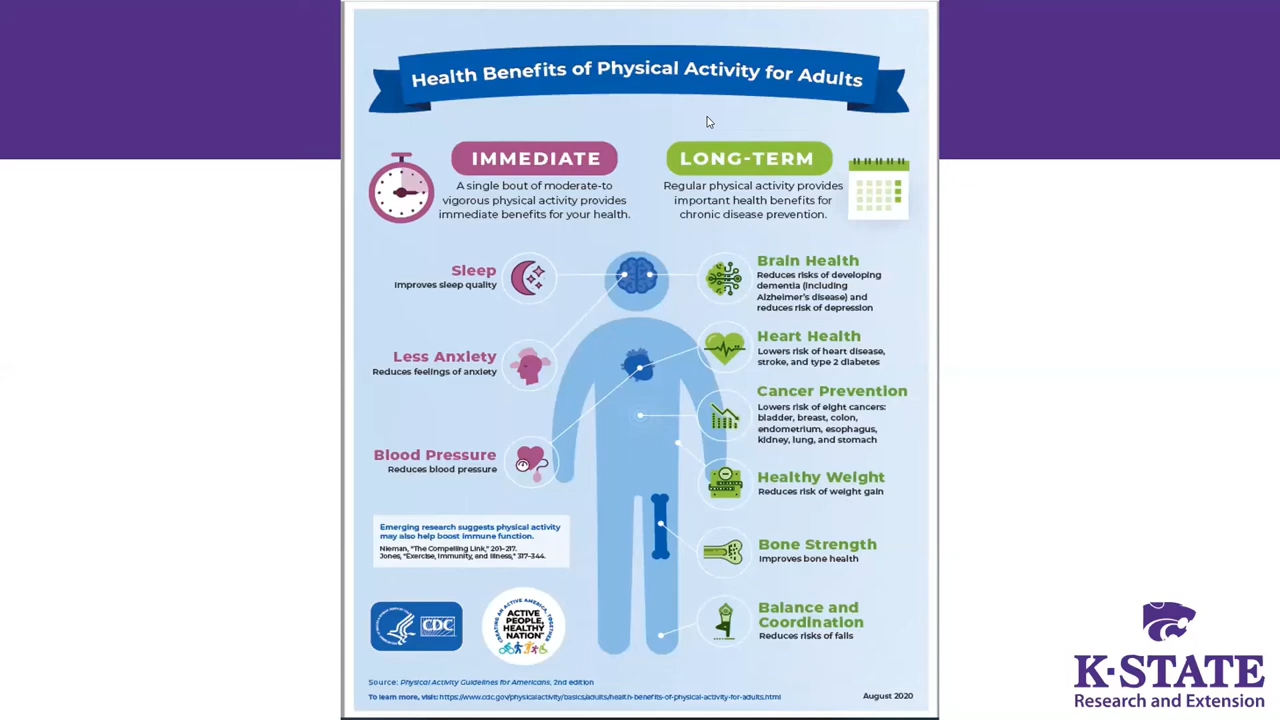 Health Benefits of Physical Activity for Adults
IMMEDIATE
A single bout of moderate-to
vigorous physical activity provides
immediate benefits for your health.
LONG-TERM
Regular physical activity provides
important health benefits for
chronic disease prevention.
Sleep
Improves sleep quality
Less Anxiety
Reduces feelings of anxiety
Blood Pressure
Reduces blood pressure
Brain Health
Reduces risks of developing
dementia (including
Alzheimer's disease) and
reduces risk of depression
Heart Health
Lowers risk of heart disease,
stroke, and type 2 diabetes
Cancer Prevention
Lowers risk of eight cancers:
bladder, breast, colon,
endometrium, esophagus,
kidney, lung, and stomach
Healthy Weight
Reduces risk of weight gain
Bone Strength
Improves bone health
Balance and
Coordination
Reduces risks of falls
Emerging research suggests physical activity
may also help boost immune function.
Nieman, "The Compelling Link," 201–217.
Jones, "Exercise, Immunity, and Illness," 317–344.
CDC
CREATING AN ACTIVE AMERICA, TOGETHER
ACTIVE
PEOPLE,
HEALTHY
NATION™
Source: Physical Activity Guidelines for Americans, 2nd edition
To learn more, visit: https://www.cdc.gov/physicalactivity/basics/adults/health-benefits-of-physical-activity-for-adults.html
August 2020
K-STATE
Research and Extension